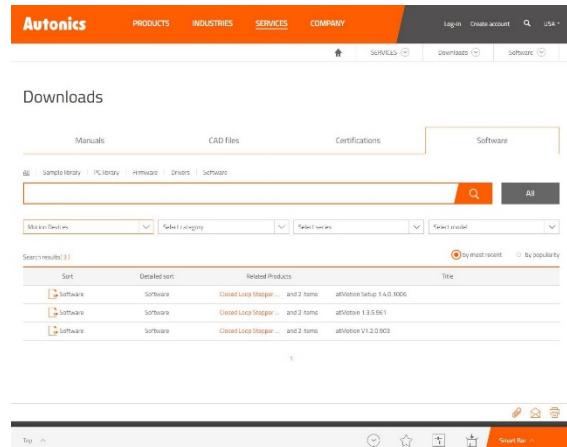 Autonics PRODUCTS INDUSTRIES SERVICES COMPANY Log-in Create account USA
SERVICES Downloads Software
Downloads
Manuals CAD files Certifications Software
All Sample library PC library Firmware Drivers Software
All
Motion Devices Select category Select series Select model
Search results( 3 ) by most recent by popularity
Sort Detailed sort Related Products Title
Software Software Closed Loop Stepper ... and 2 items atMotion Setup 1.4.0.1006
Software Software Closed Loop Stepper ... and 2 items atMotion 1.3.5.961
Software Software Closed Loop Stepper ... and 2 items atMotion V1.2.0.903
1
Top Smart Bar